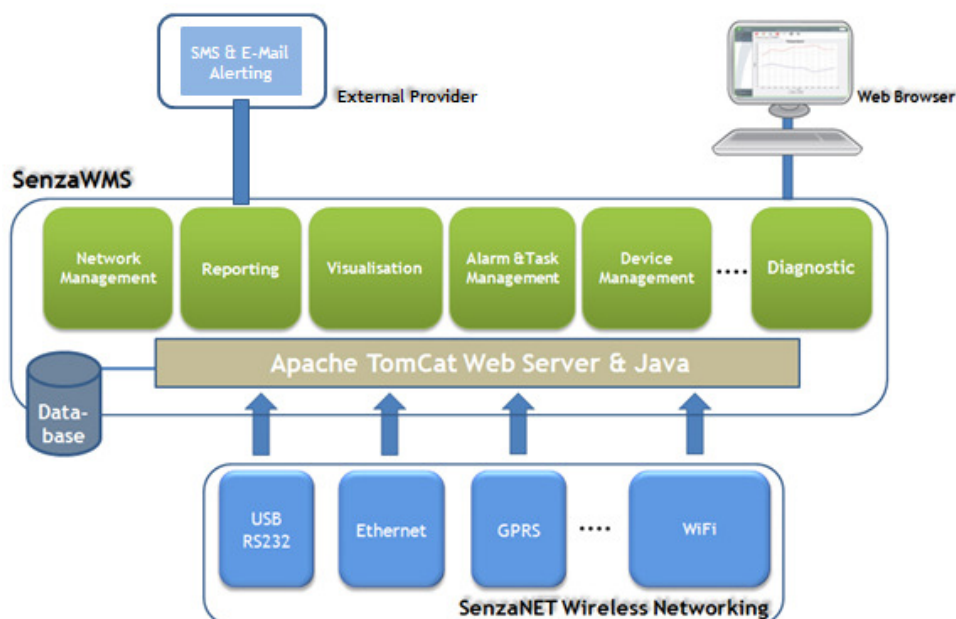 SMS & E-Mail
Alerting
External Provider
Web Browser
SenzaWMS
Network
Management
Reporting
Visualisation
Alarm &Task
Management
Device
Management
....
Diagnostic
Apache TomCat Web Server & Java
Data-
base
USB
RS232
Ethernet
GPRS
....
WiFi
SenzaNET Wireless Networking